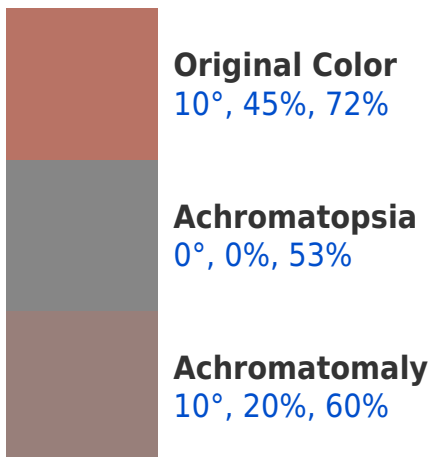 Original Color
10°, 45%, 72%
Achromatopsia
0°, 0%, 53%
Achromatomaly
10°, 20%, 60%